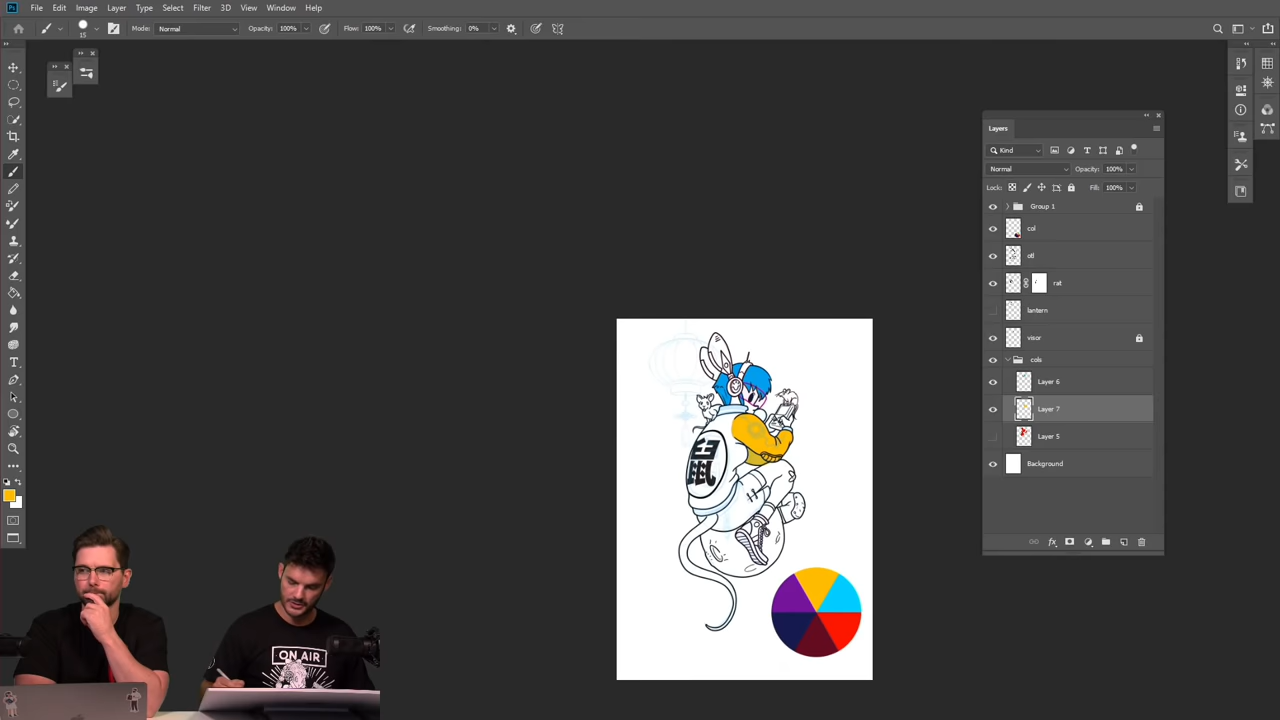 Ps File Edit Image Layer Type Select Filter 3D View Window Help
15 Mode: Normal Opacity: 100% Flow: 100% Smoothing: 0%
Layers
Kind
Normal Opacity: 100%
Lock: Fill: 100%
Group 1
col
otl
rat
lantern
visor
cols
Layer 6
Layer 7
Layer 5
Background
鼠
ON AIR